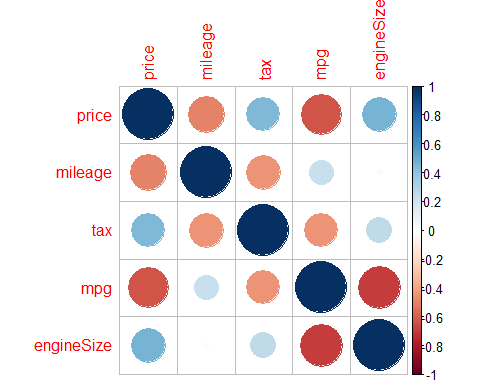 price
mileage
tax
mpg
engineSize
price
mileage
tax
mpg
engineSize
1
0.8
0.6
0.4
0.2
0
-0.2
-0.4
-0.6
-0.8
-1